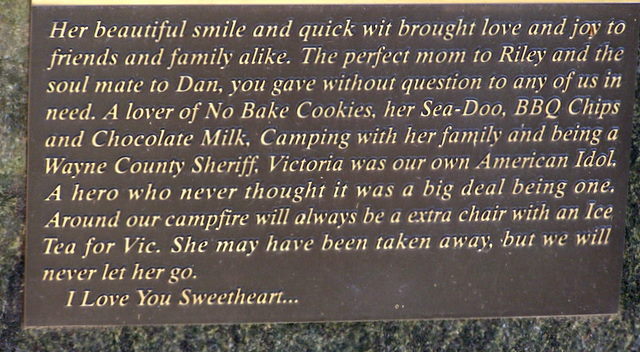 Her beautiful smile and quick wit brought love and joy to
friends and family alike. The perfect mom to Riley and the
soul mate to Dan, you gave without question to any of us in
need. A lover of No Bake Cookies, her Sea-Doo, BBQ Chips
and Chocolate Milk, Camping with her family and being a
Wayne County Sheriff, Victoria was our own American Idol.
A hero who never thought it was a big deal being one.
Around our campfire will always be a extra chair with an Ice
Tea for Vic. She may have been taken away, but we will
never let her go.
I Love You Sweetheart...